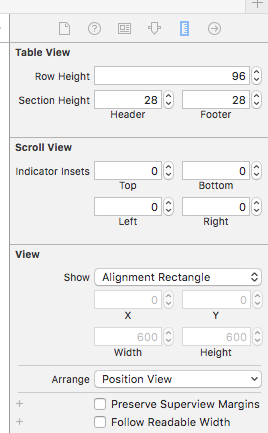 Table View
Row Height 96
Section Height 28 28
Header Footer
Scroll View
Indicator Insets 0 0
Top Bottom
0 0
Left Right
View
Show Alignment Rectangle
0 0
X Y
600 600
Width Height
Arrange Position View
Preserve Superview Margins
Follow Readable Width